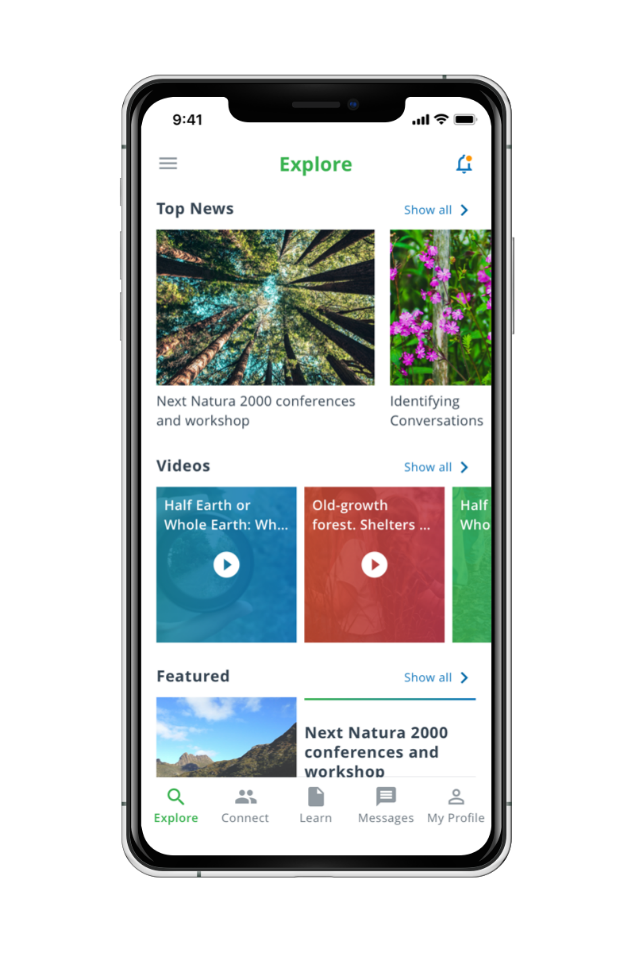 9:41
Explore
Top News
Show all
Next Natura 2000 conferences
and workshop
Identifying
Conversations
Videos
Show all
Half Earth or
Whole Earth: Wh...
Old-growth
forest. Shelters ...
Half
Who
Featured
Show all
Next Natura 2000
conferences and
workshop
Explore
Connect
Learn
Messages
My Profile